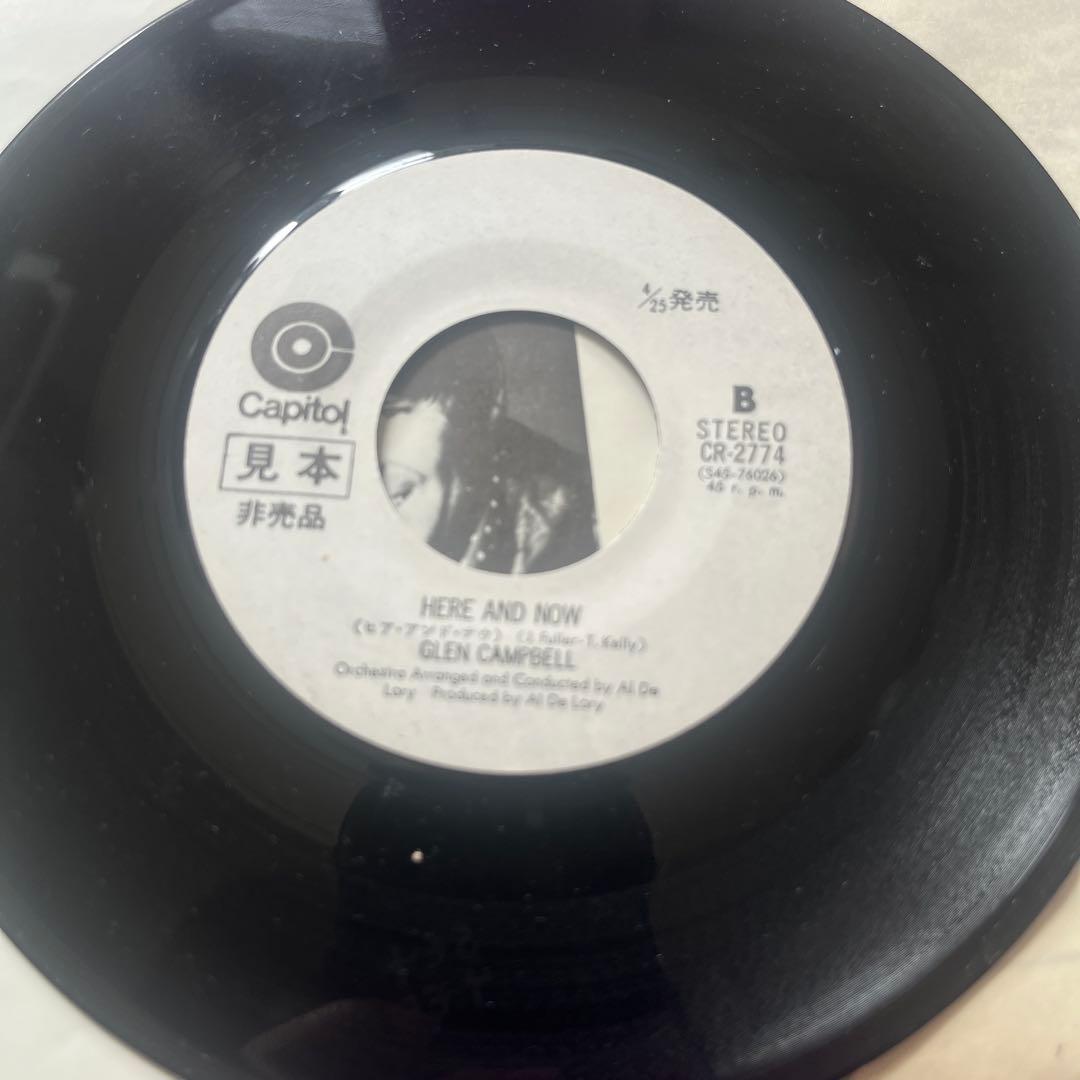 4/25発売
Capitol
見本
非売品
B
STEREO
CR-2774
(S45-76026)
45 r. p. m.
HERE AND NOW
(ヒア・アンド・ナウ) (J. Fuller-T. Kelly)
GLEN CAMPBELL
Orchestra Arranged and Conducted by Al De
Lory Produced by Al De Lory